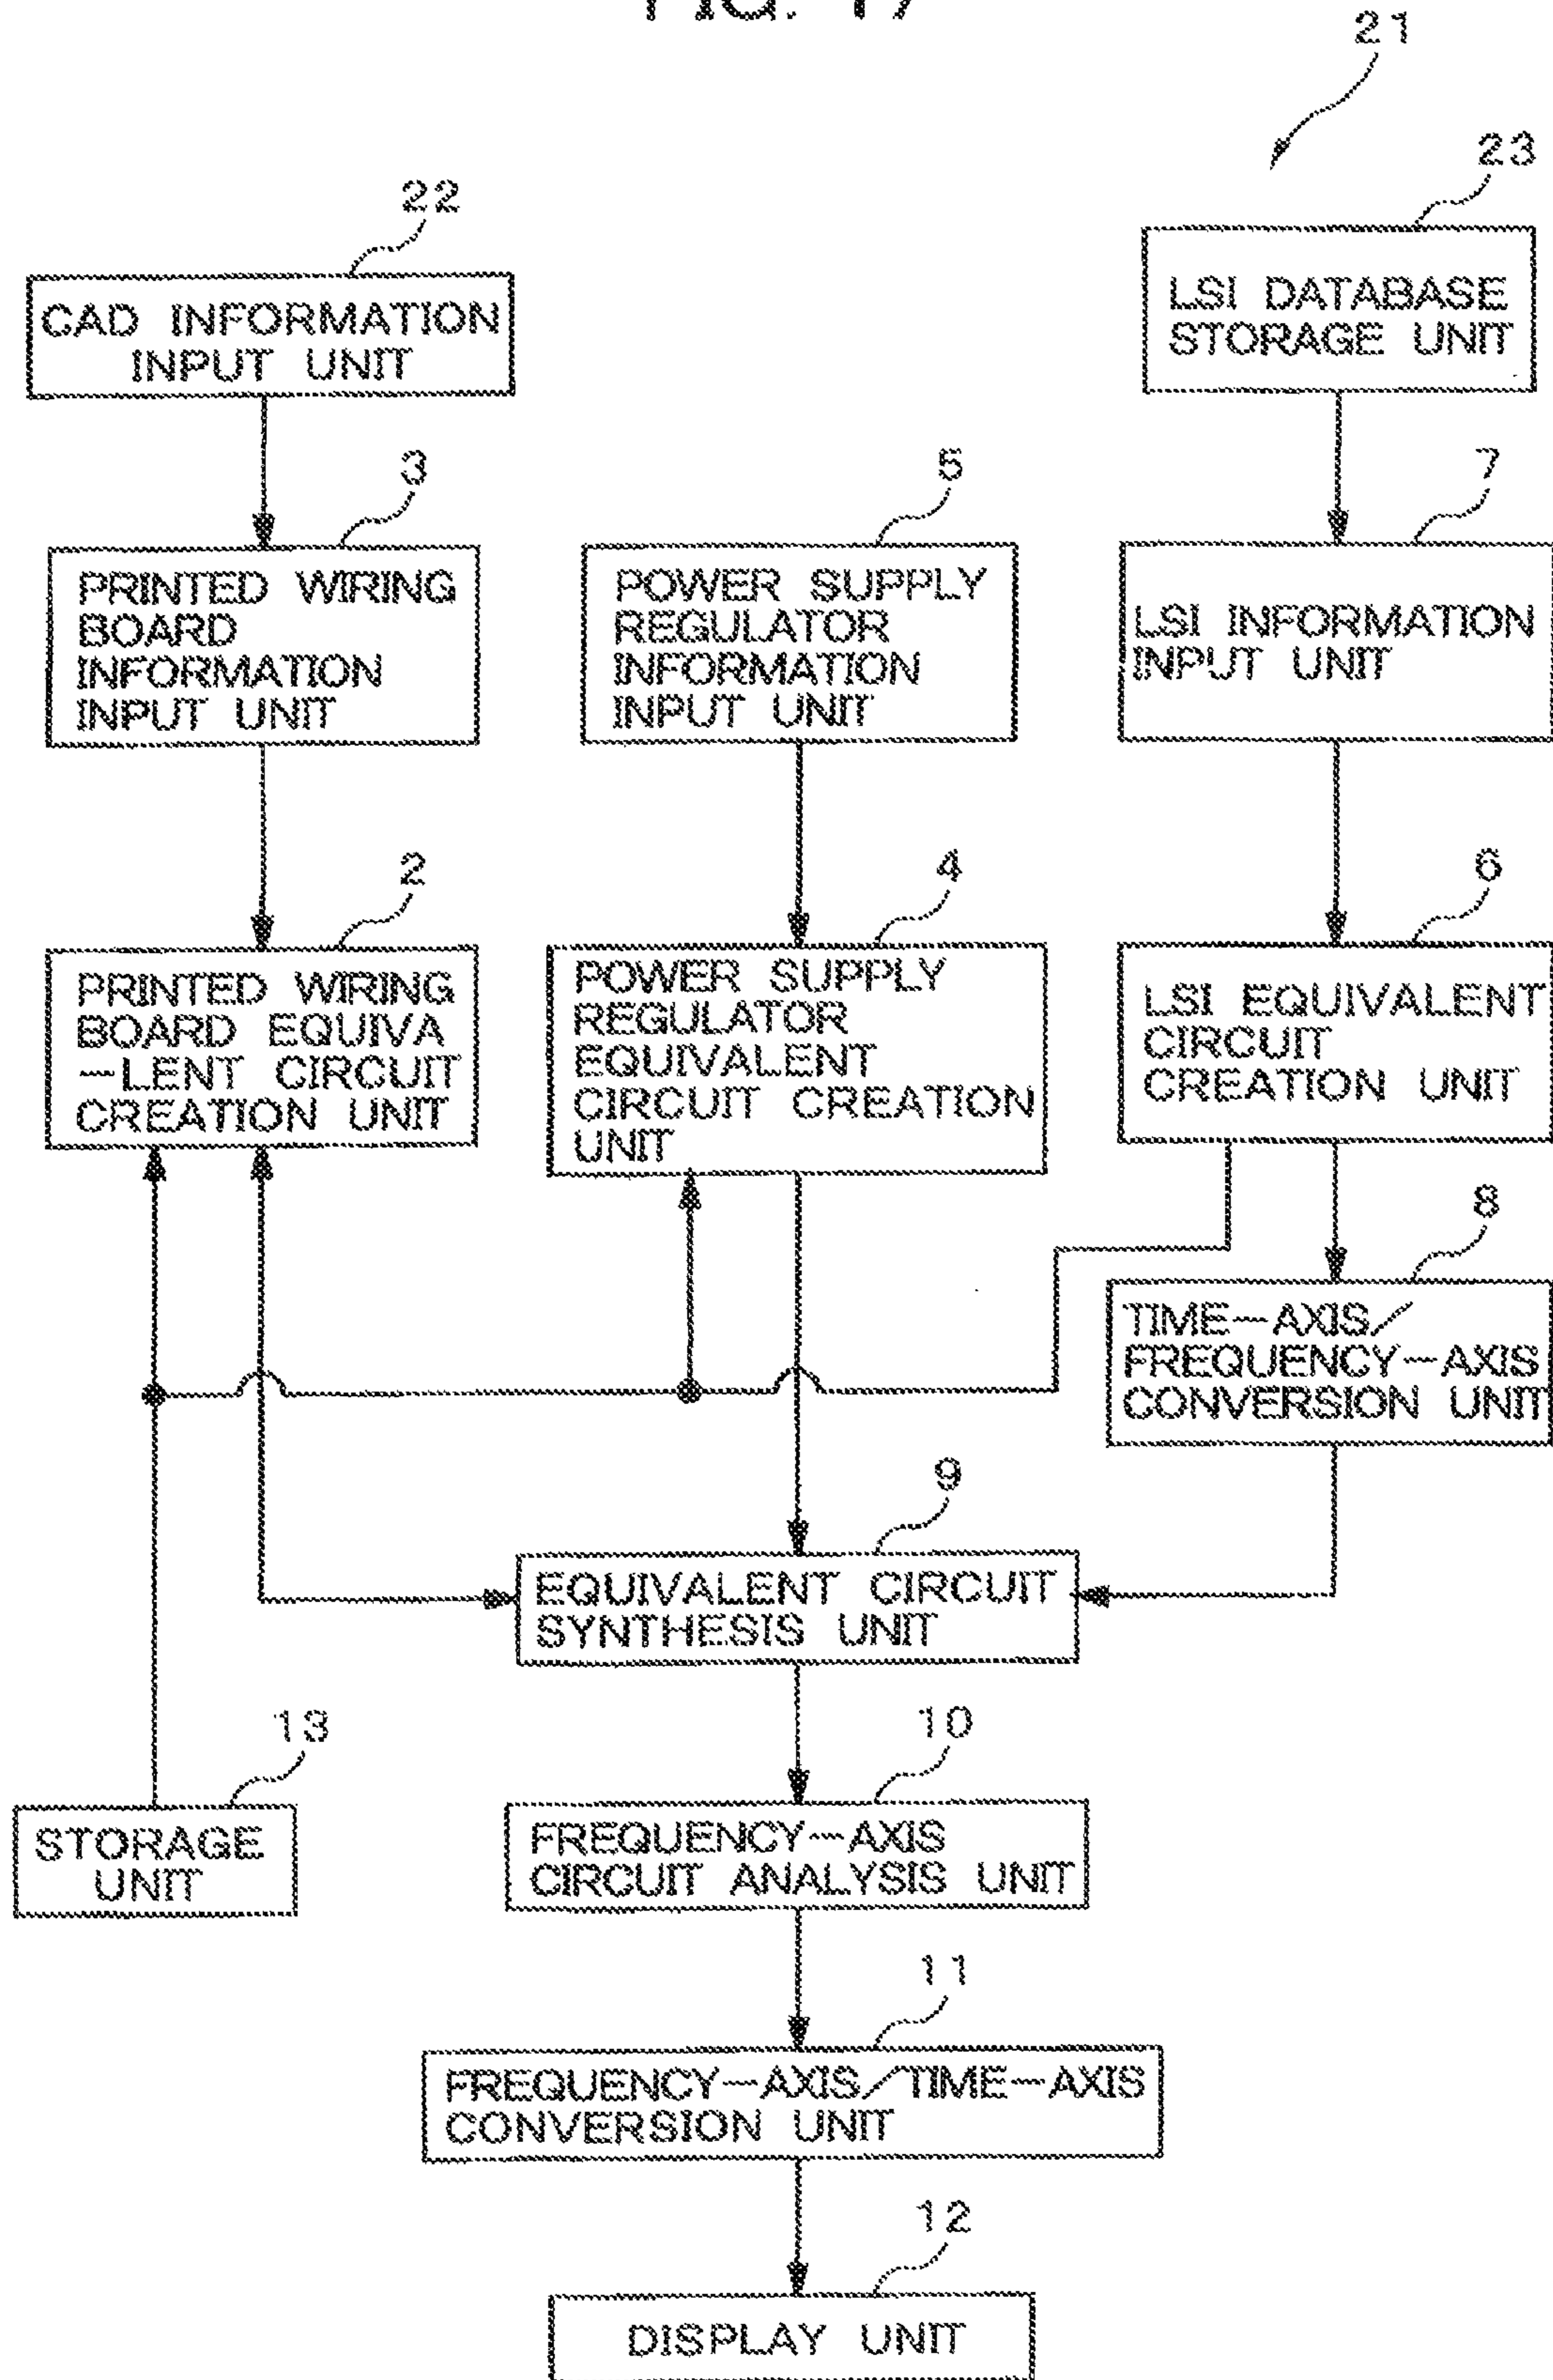 FIG. 17
21
22
CAD INFORMATION
INPUT UNIT
23
LSI DATABASE
STORAGE UNIT
3
PRINTED WIRING
BOARD
INFORMATION
INPUT UNIT
5
POWER SUPPLY
REGULATOR
INFORMATION
INPUT UNIT
7
LSI INFORMATION
INPUT UNIT
2
PRINTED WIRING
BOARD EQUIVA
-LENT CIRCUIT
CREATION UNIT
4
POWER SUPPLY
REGULATOR
EQUIVALENT
CIRCUIT CREATION
UNIT
6
LSI EQUIVALENT
CIRCUIT
CREATION UNIT
8
TIME-AXIS/
FREQUENCY-AXIS
CONVERSION UNIT
9
EQUIVALENT CIRCUIT
SYNTHESIS UNIT
13
STORAGE
UNIT
10
FREQUENCY-AXIS
CIRCUIT ANALYSIS UNIT
11
FREQUENCY-AXIS/TIME-AXIS
CONVERSION UNIT
12
DISPLAY UNIT